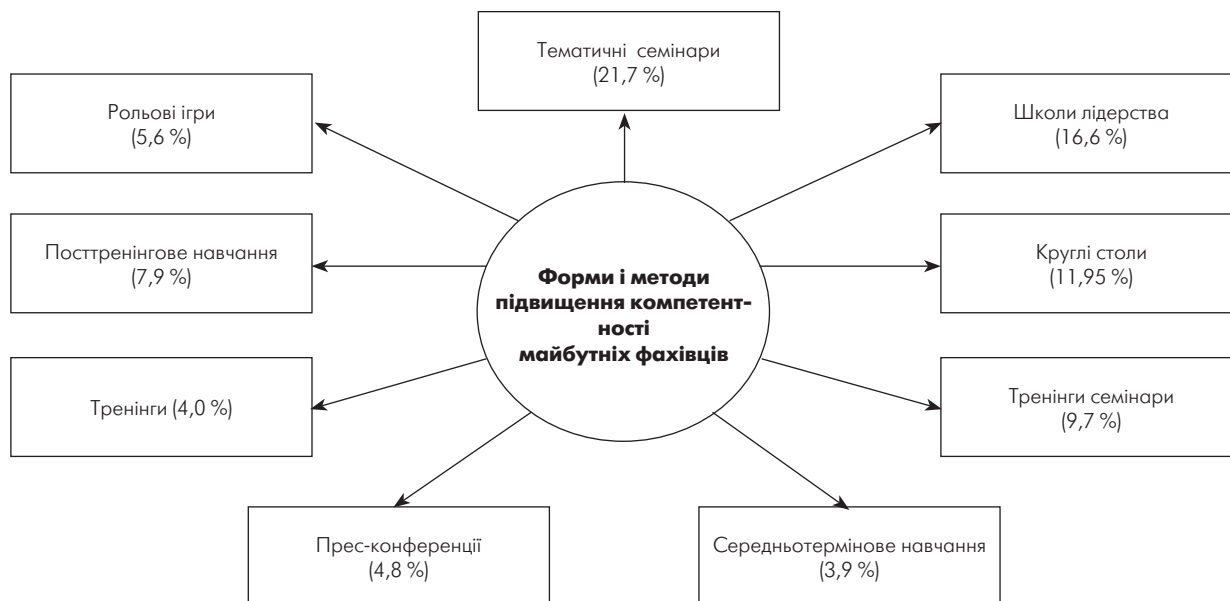 Тематичні семінари
(21,7 %)
Рольові ігри
(5,6 %)
Школи лідерства
(16,6 %)
Посттренінгове навчання
(7,9 %)
Форми і методи
підвищення компетент-
ності
майбутніх фахівців
Круглі столи
(11,95 %)
Тренінги (4,0 %)
Тренінги семінари
(9,7 %)
Прес-конференції
(4,8 %)
Середньотермінове навчання
(3,9 %)